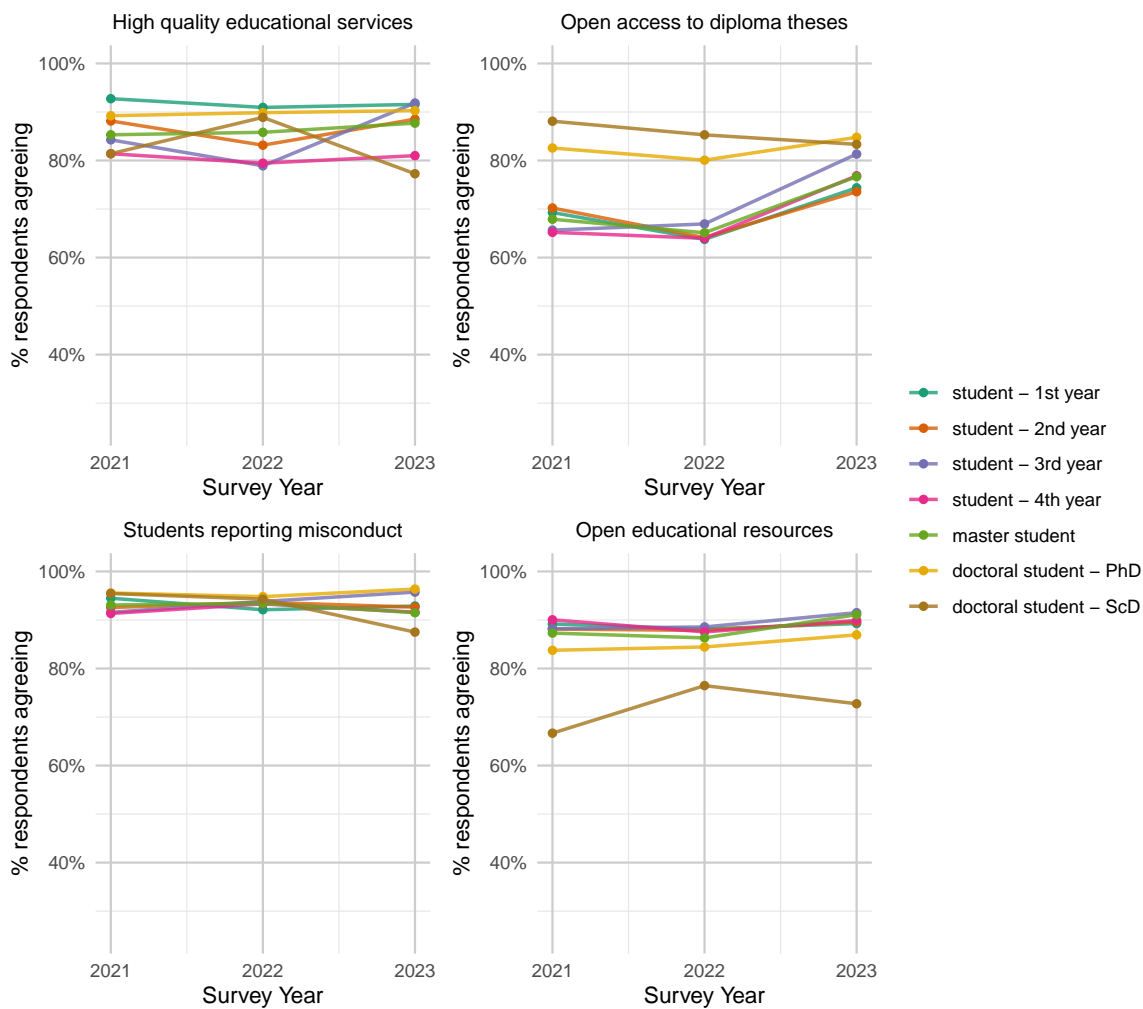 High quality educational services
100%
80%
60%
40%
% respondents agreeing
2021 2022 2023
Survey Year
Open access to diploma theses
100%
80%
60%
40%
% respondents agreeing
2021 2022 2023
Survey Year
Students reporting misconduct
100%
80%
60%
40%
% respondents agreeing
2021 2022 2023
Survey Year
Open educational resources
100%
80%
60%
40%
% respondents agreeing
2021 2022 2023
Survey Year
student – 1st year
student – 2nd year
student – 3rd year
student – 4th year
master student
doctoral student – PhD
doctoral student – ScD